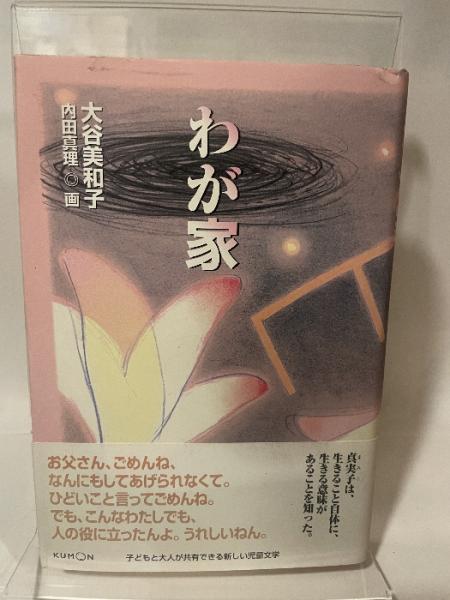 わが家
大谷美和子
内田真理◎画
真実子は、
生きること自体に、
生きる意味が
あることを知った。
お父さん、ごめんね、
なんにもしてあげられなくて。
ひどいこと言ってごめんね。
でも、こんなわたしでも、
人の役に立ったんよ。うれしいねん。
KUMON
子どもと大人が共有できる新しい児童文学